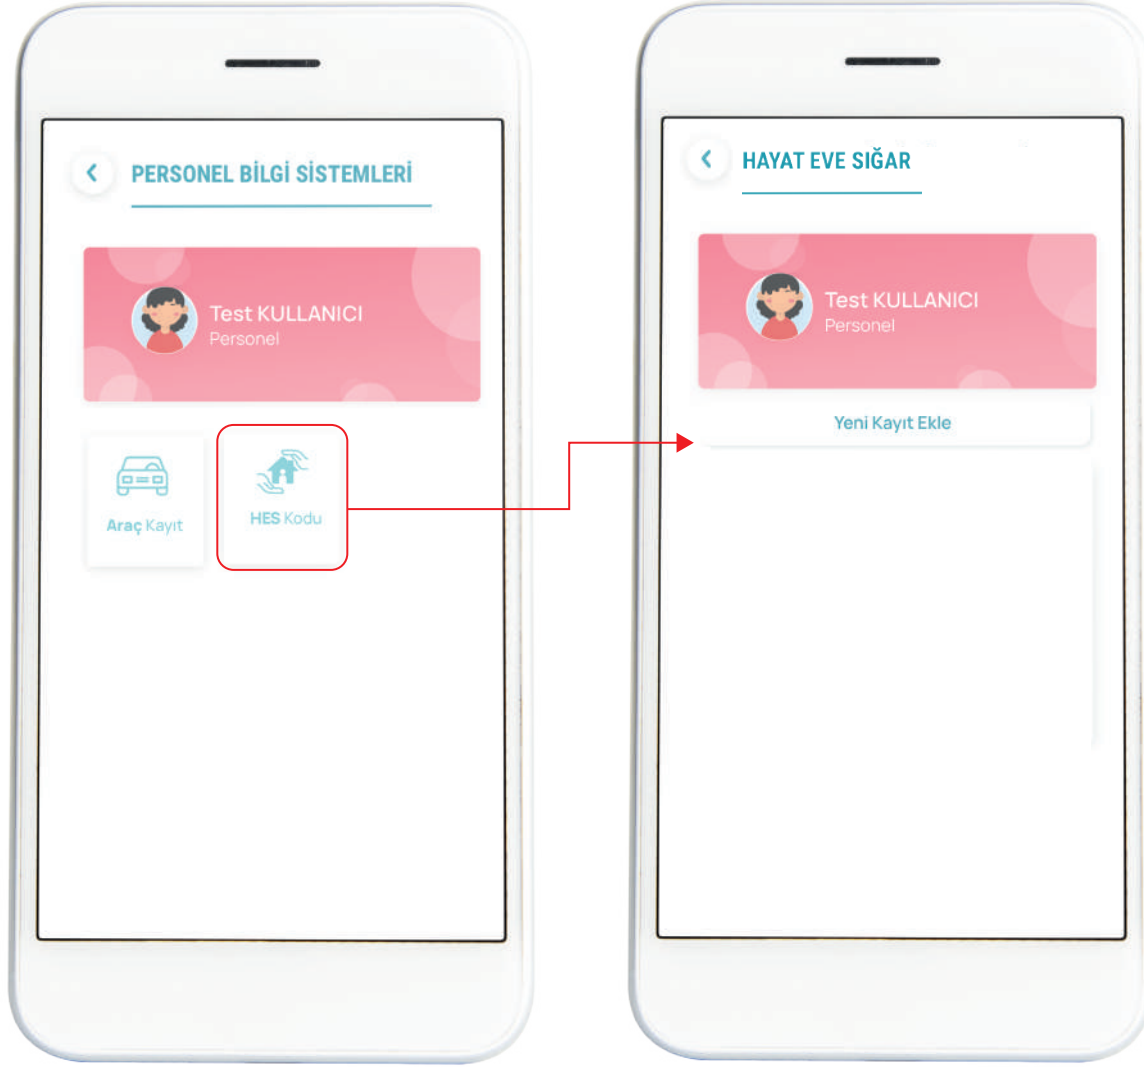 PERSONEL BİLGİ SİSTEMLERİ
Test KULLANICI
Personel
Araç Kayıt
HES Kodu
HAYAT EVE SIĞAR
Test KULLANICI
Personel
Yeni Kayıt Ekle